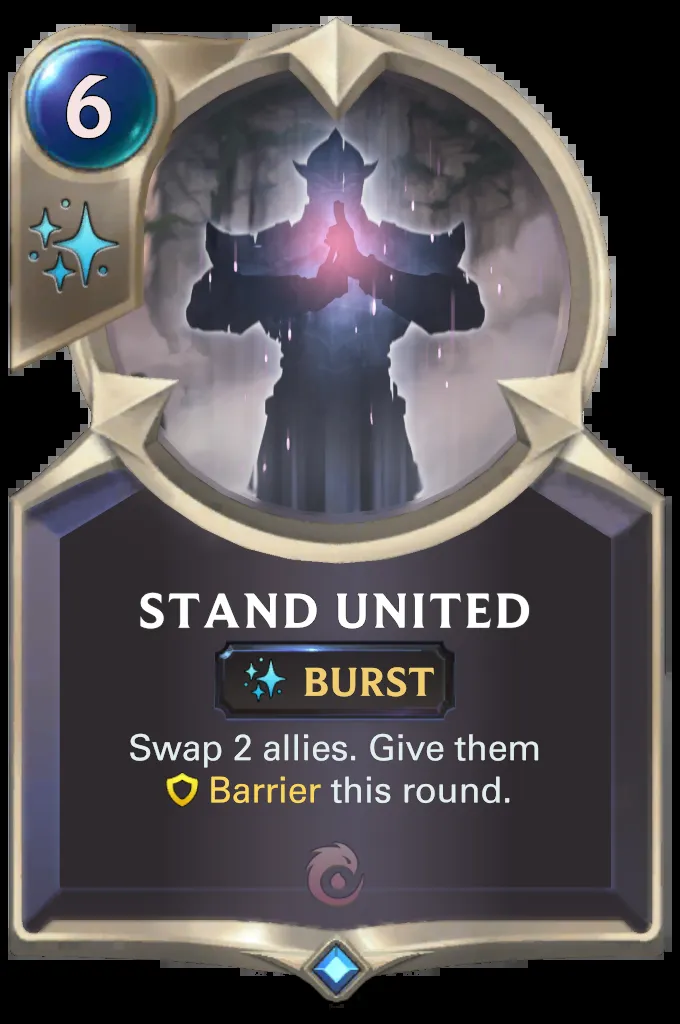 6
STAND UNITED
BURST
Swap 2 allies. Give them
Barrier this round.